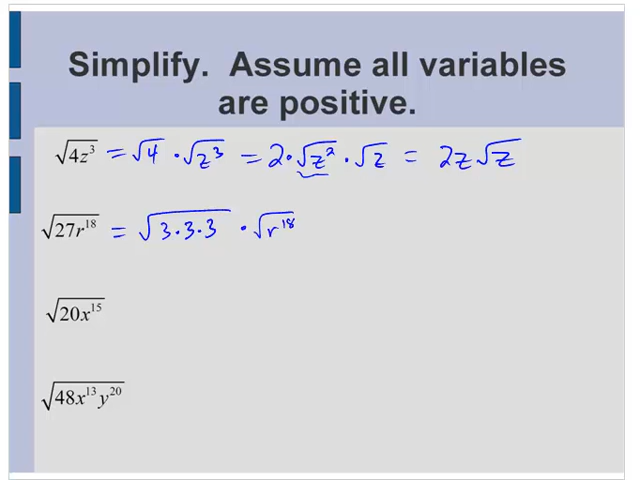 Simplify. Assume all variables
are positive.
√(4z³) = √4 · √(z³) = 2 · √(z²) · √z = 2z√z
√(27r¹⁸) = √(3·3·3) · √(r¹⁸)
√(20x¹⁵)
√(48x¹³y²⁰)